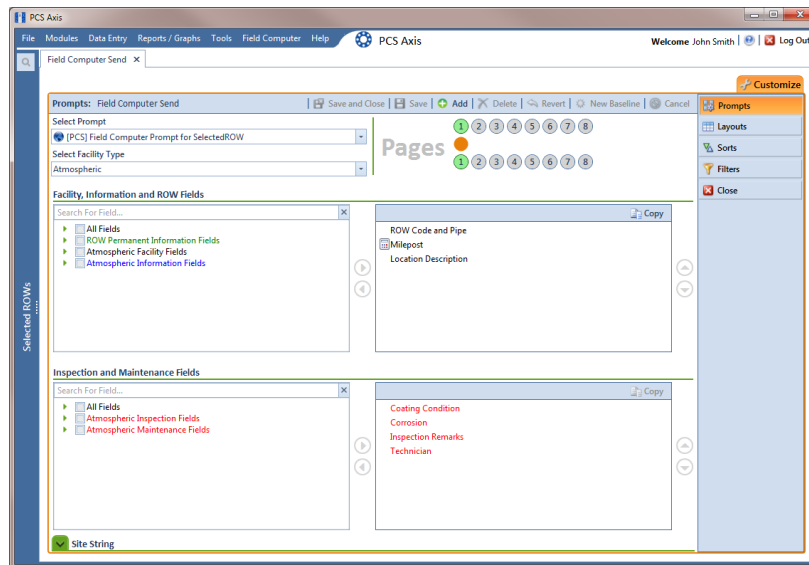 PCS Axis
File Modules Data Entry Reports / Graphs Tools Field Computer Help PCS Axis Welcome John Smith Log Out
Field Computer Send
Customize
Prompts: Field Computer Send Save and Close Save Add Delete Revert New Baseline Cancel
Prompts
Layouts
Sorts
Filters
Close
Select Prompt
[PCS] Field Computer Prompt for SelectedROW
Select Facility Type
Atmospheric
Pages
1 2 3 4 5 6 7 8
1 2 3 4 5 6 7 8
Facility, Information and ROW Fields
Search For Field...
All Fields
ROW Permanent Information Fields
Atmospheric Facility Fields
Atmospheric Information Fields
Copy
ROW Code and Pipe
Milepost
Location Description
Selected ROWs
Inspection and Maintenance Fields
Search For Field...
All Fields
Atmospheric Inspection Fields
Atmospheric Maintenance Fields
Copy
Coating Condition
Corrosion
Inspection Remarks
Technician
Site String